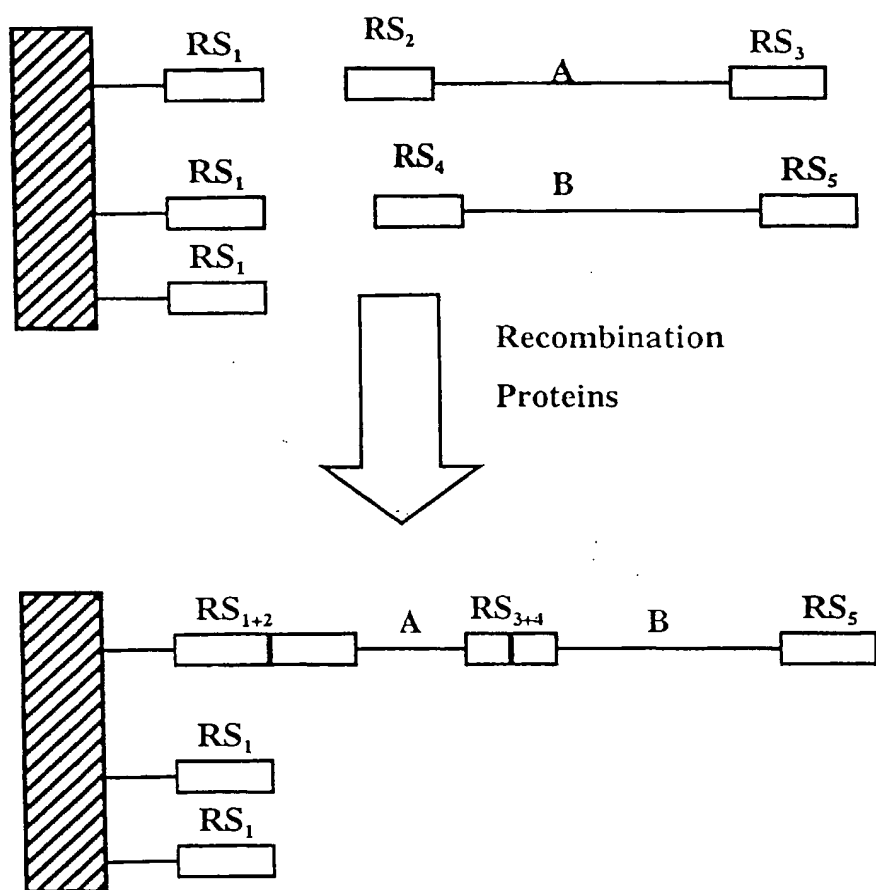 RS₁ RS₂ A RS₃
RS₁ RS₄ B RS₅
RS₁
Recombination
Proteins
RS₁₊₂ A RS₃₊₄ B RS₅
RS₁
RS₁